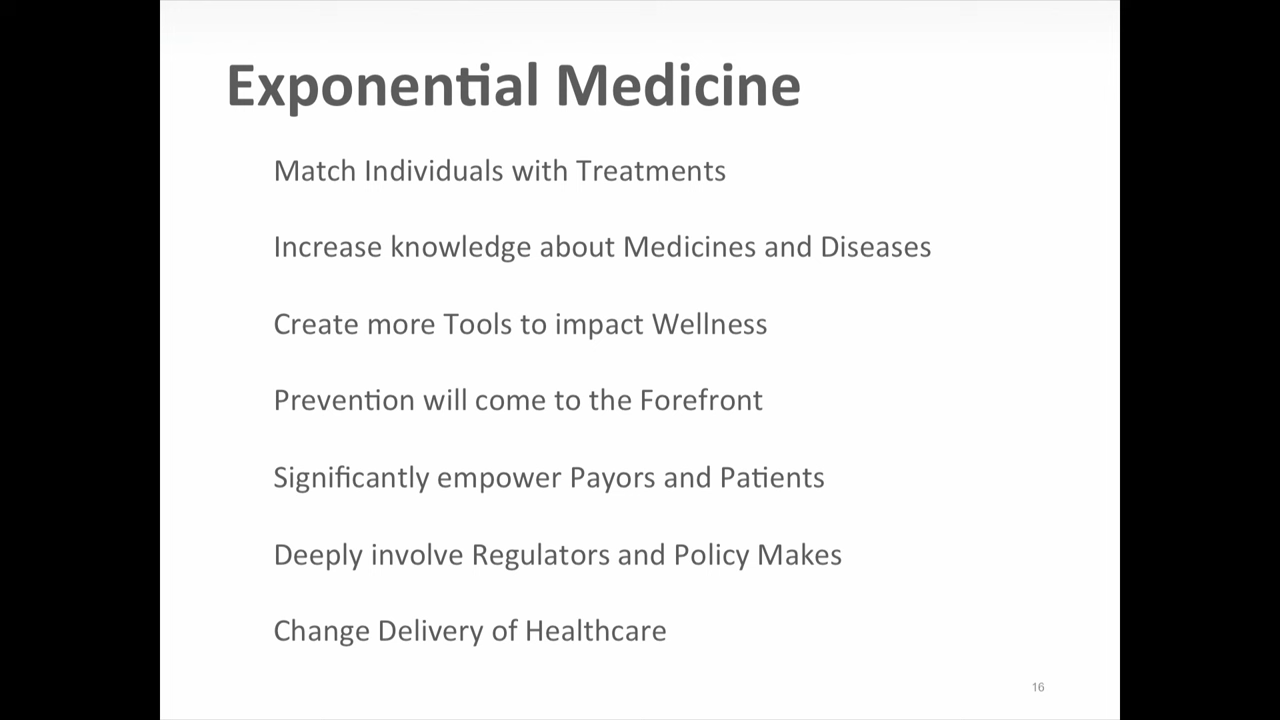 Exponential Medicine
Match Individuals with Treatments
Increase knowledge about Medicines and Diseases
Create more Tools to impact Wellness
Prevention will come to the Forefront
Significantly empower Payors and Patients
Deeply involve Regulators and Policy Makes
Change Delivery of Healthcare
16